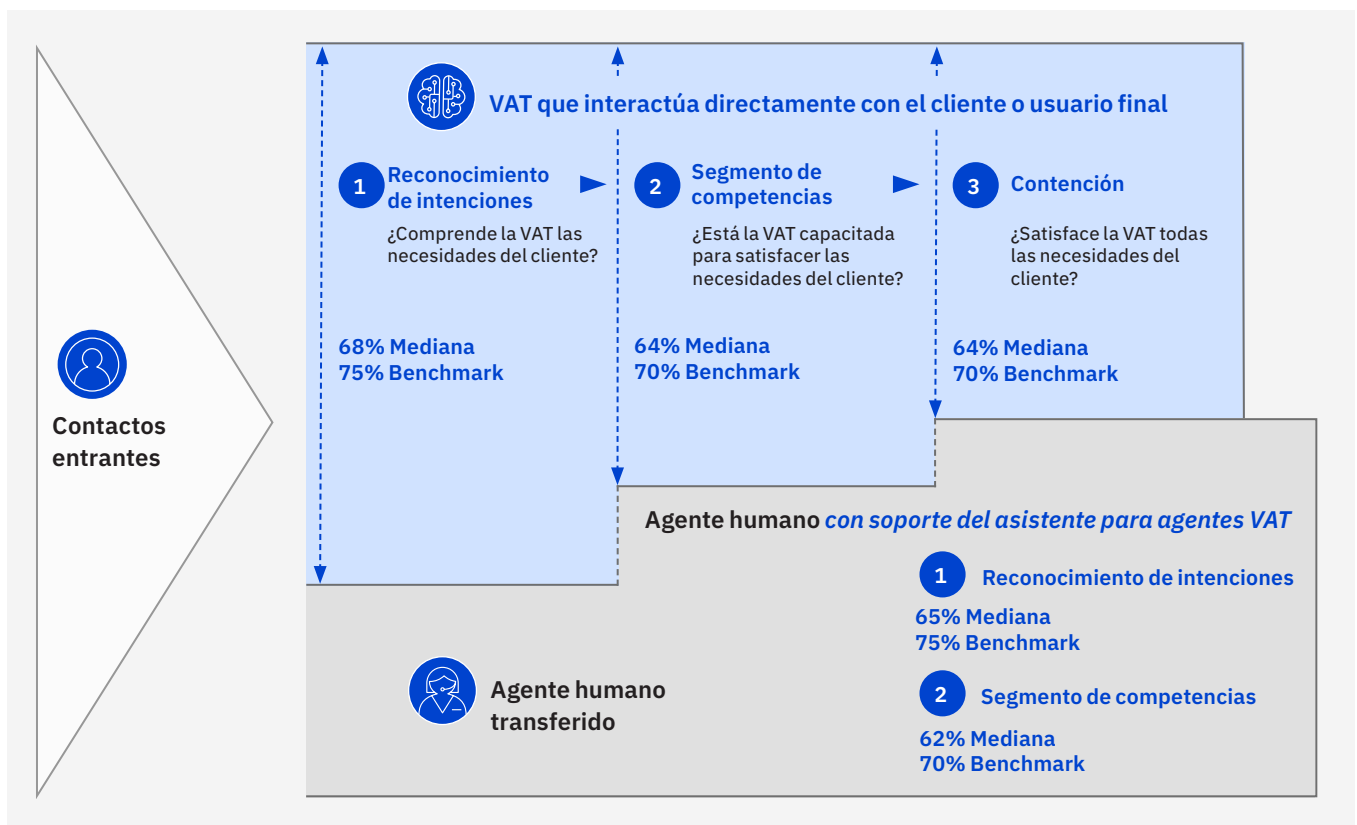 VAT que interactúa directamente con el cliente o usuario final
1
Reconocimiento
de intenciones
¿Comprende la VAT las
necesidades del cliente?
68% Mediana
75% Benchmark
2
Segmento de
competencias
¿Está la VAT capacitada
para satisfacer las
necesidades del cliente?
64% Mediana
70% Benchmark
3
Contención
¿Satisface la VAT todas
las necesidades del
cliente?
64% Mediana
70% Benchmark
Contactos
entrantes
Agente humano con soporte del asistente para agentes VAT
1
Reconocimiento de intenciones
65% Mediana
75% Benchmark
2
Segmento de competencias
62% Mediana
70% Benchmark
Agente humano
transferido